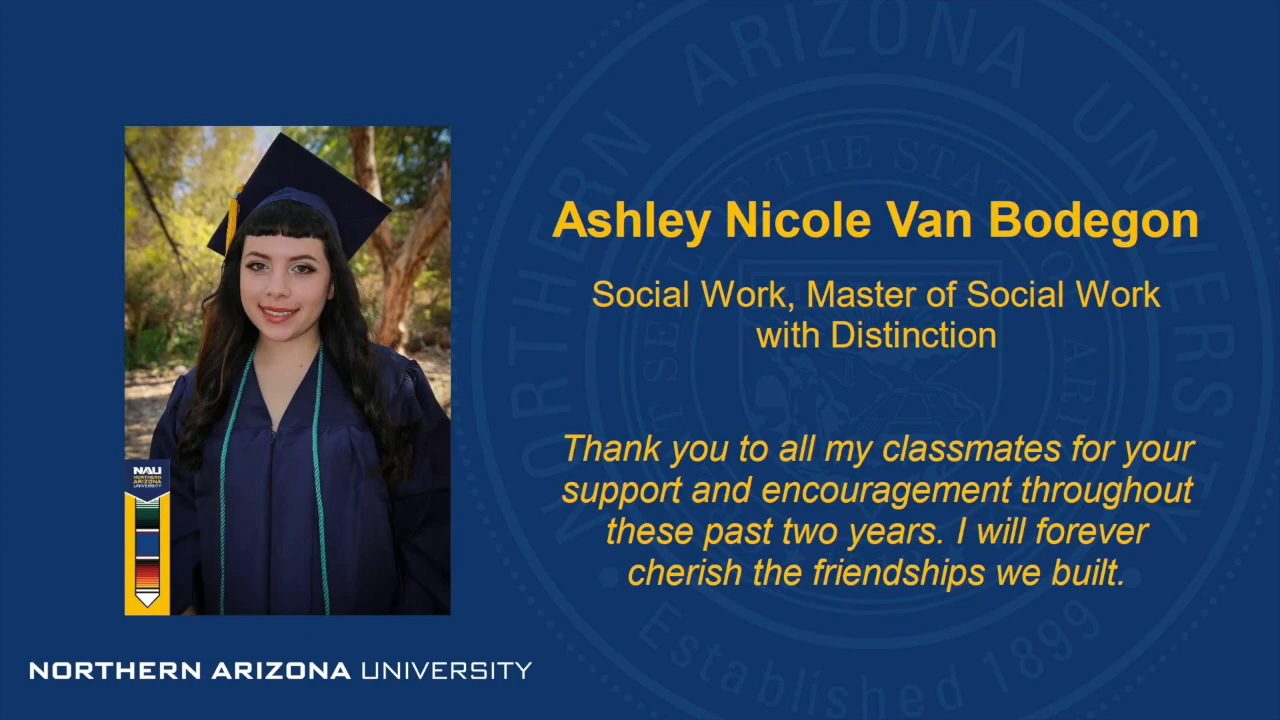 Ashley Nicole Van Bodegon
Social Work, Master of Social Work
with Distinction
Thank you to all my classmates for your
support and encouragement throughout
these past two years. I will forever
cherish the friendships we built.
NAU
NORTHERN
ARIZONA
UNIVERSITY
NORTHERN ARIZONA UNIVERSITY
NORTHERN ARIZONA UNIVERSITY
Established 1899